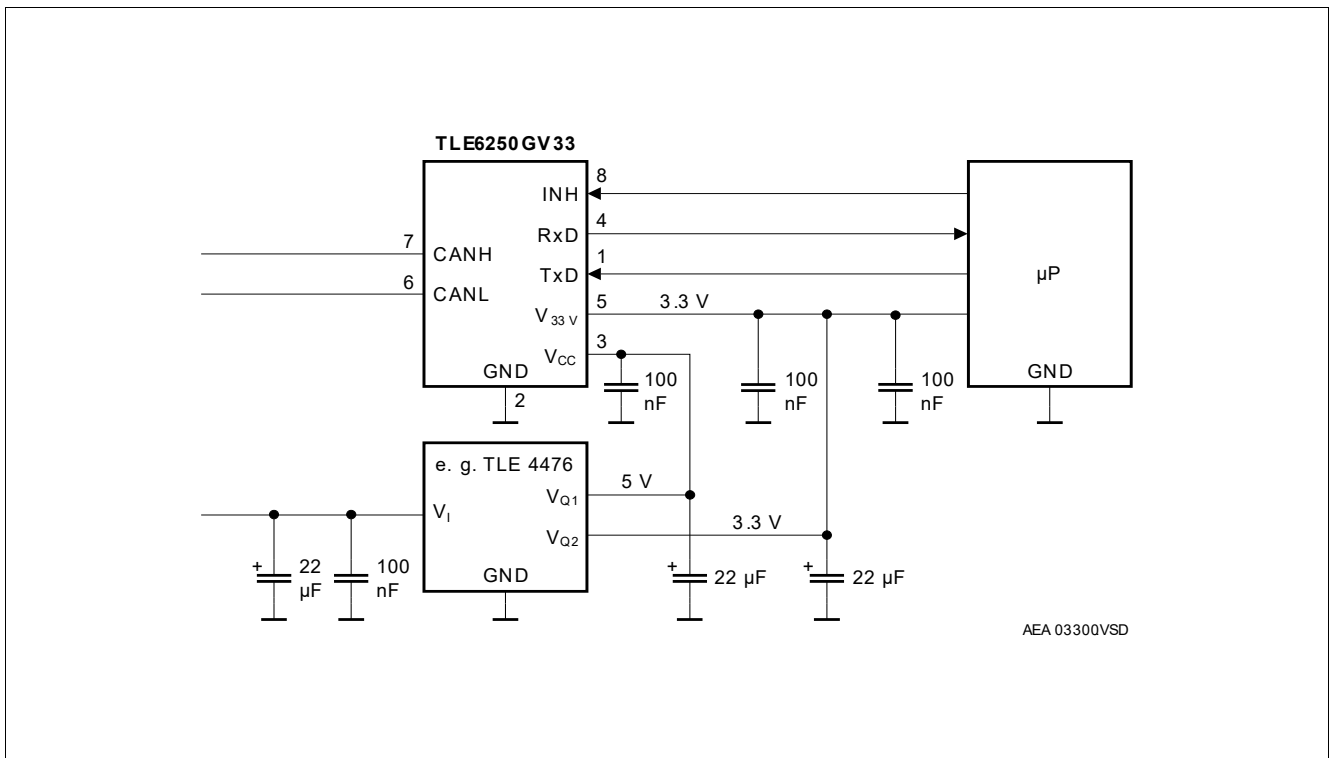 TLE6250GV33
8
INH
4
RxD
7
CANH
1
TxD
µP
6
CANL
5
3.3 V
V33 V
3
VCC
GND
2
100
nF
100
nF
100
nF
GND
e. g. TLE 4476
5 V
VQ1
VI
3.3 V
VQ2
+
22
µF
100
nF
GND
+
22 µF
+
22 µF
AEA 03300.VSD